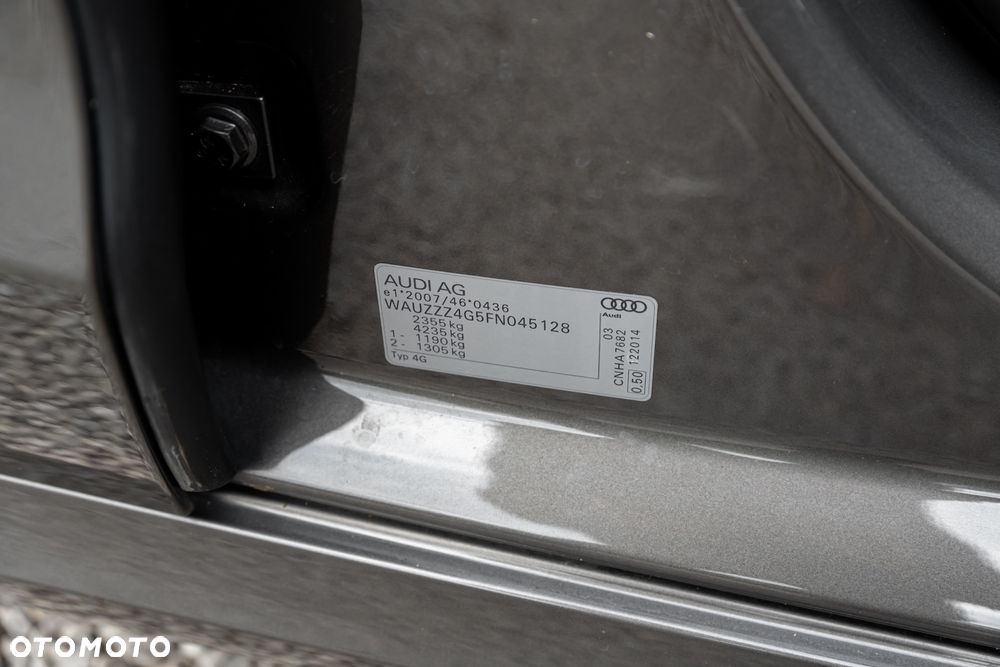 AUDI AG
e1*2007/46*0436
WAUZZZ4G5FN045128
2355kg
4235kg
1 - 1190kg
2 - 1305kg
Typ 4G
Audi
03
CNHA7682
0,50 122014
OTOMOTO